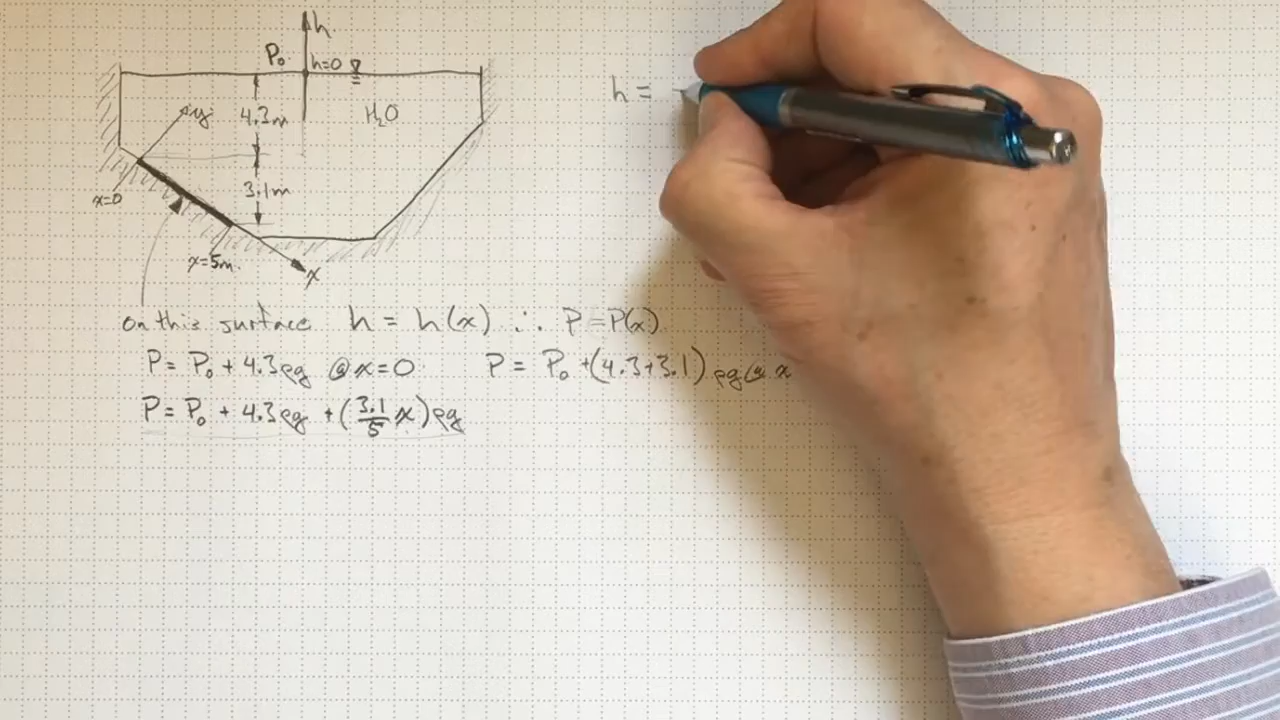 h
P₀ h=0
4.3m H₂O
y
3.1m
x=0
x=5m
x
h = -
On this surface h = h(x) ∴ P=P(x)
P= P₀ + 4.3ρg @x=0 P = P₀ +(4.3+3.1)ρg@ x
P= P₀ + 4.3ρg + (3.1/5 x)ρg